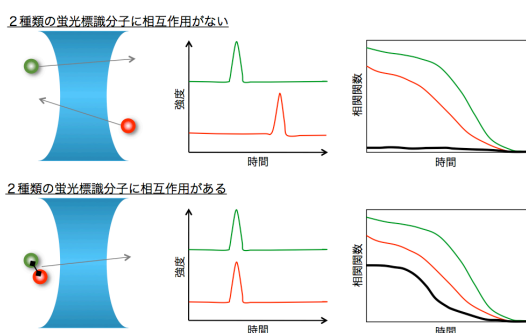 ２種類の蛍光標識分子に相互作用がない
強度
時間
相関関数
時間
２種類の蛍光標識分子に相互作用がある
強度
時間
相関関数
時間